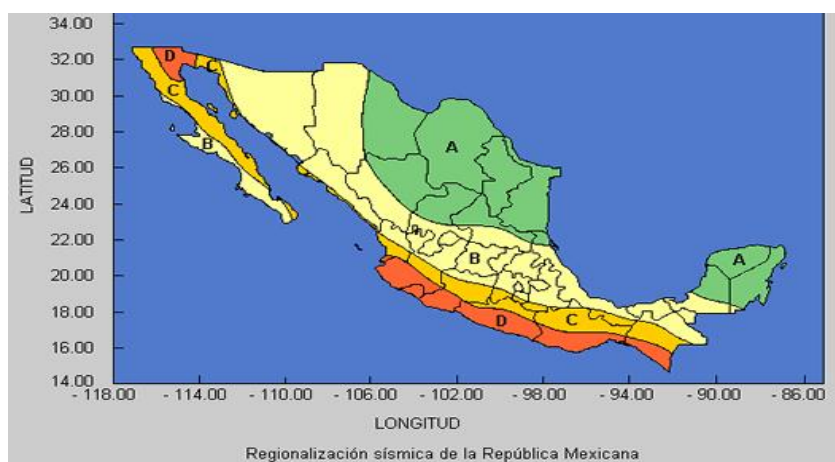 34.00
32.00
30.00
28.00
26.00
24.00
22.00
20.00
18.00
16.00
14.00
LATITUD
D
C
C
B
A
A
B
D
C
- 118.00 - 114.00 - 110.00 - 106.00 - 102.00 - 98.00 - 94.00 - 90.00 - 86.00
LONGITUD
Regionalización sísmica de la República Mexicana